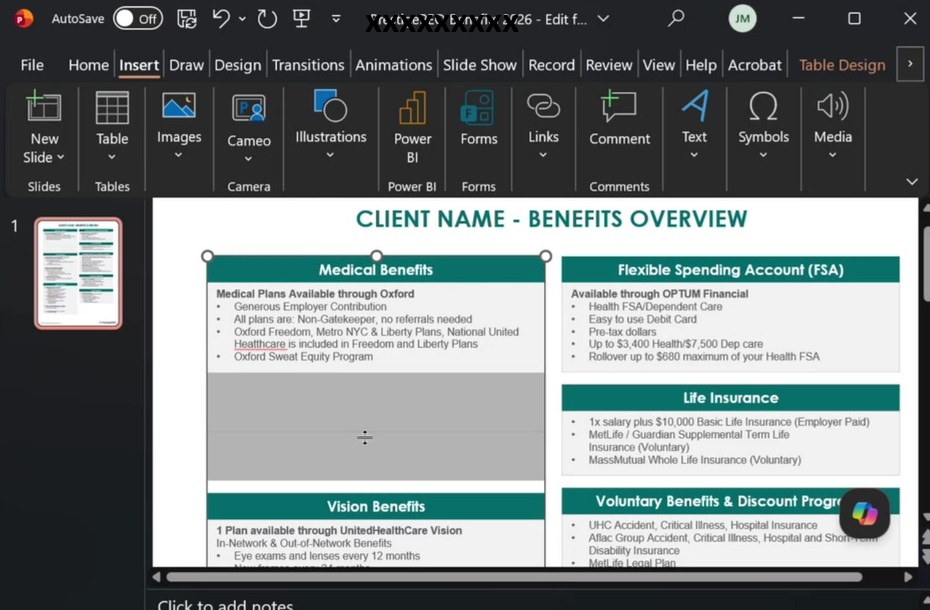 AutoSave
Off
2026 - Edit f...
JM
File
Home
Insert
Draw
Design
Transitions
Animations
Slide Show
Record
Review
View
Help
Acrobat
Table Design
New
Slide
Table
Images
Cameo
Illustrations
Power
BI
Forms
Links
Comment
Text
Symbols
Media
Slides
Tables
Camera
Power BI
Forms
Comments
1
CLIENT NAME - BENEFITS OVERVIEW
Medical Benefits
Medical Plans Available through Oxford
• Generous Employer Contribution
• All plans are: Non-Gatekeeper, no referrals needed
• Oxford Freedom, Metro NYC & Liberty Plans, National United
Healthcare is included in Freedom and Liberty Plans
• Oxford Sweat Equity Program
Vision Benefits
1 Plan available through UnitedHealthCare Vision
In-Network & Out-of-Network Benefits
• Eye exams and lenses every 12 months
• New frames every 24 months
Flexible Spending Account (FSA)
Available through OPTUM Financial
• Health FSA/Dependent Care
• Easy to use Debit Card
• Pre-tax dollars
• Up to $3,400 Health/$7,500 Dep care
• Rollover up to $680 maximum of your Health FSA
Life Insurance
• 1x salary plus $10,000 Basic Life Insurance (Employer Paid)
• MetLife / Guardian Supplemental Term Life
Insurance (Voluntary)
• MassMutual Whole Life Insurance (Voluntary)
Voluntary Benefits & Discount Progra
• UHC Accident, Critical Illness, Hospital Insurance
• Aflac Group Accident, Critical Illness, Hospital and Short-Term
Disability Insurance
• MetLife Legal Plan
Click to add notes